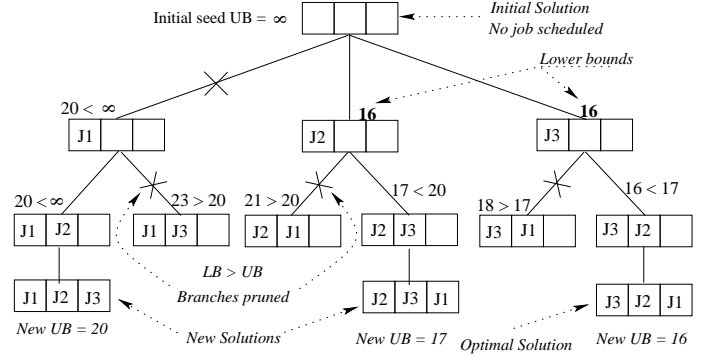 Initial seed UB = ∞
Initial Solution
No job scheduled
Lower bounds
20 < ∞
16
16
J1
J2
J3
20 < ∞
23 > 20
21 > 20
17 < 20
18 > 17
16 < 17
J1 J2
J1 J3
J2 J1
J2 J3
J3 J1
J3 J2
LB > UB
Branches pruned
J1 J2 J3
J2 J3 J1
J3 J2 J1
New UB = 20
New Solutions
New UB = 17
Optimal Solution
New UB = 16